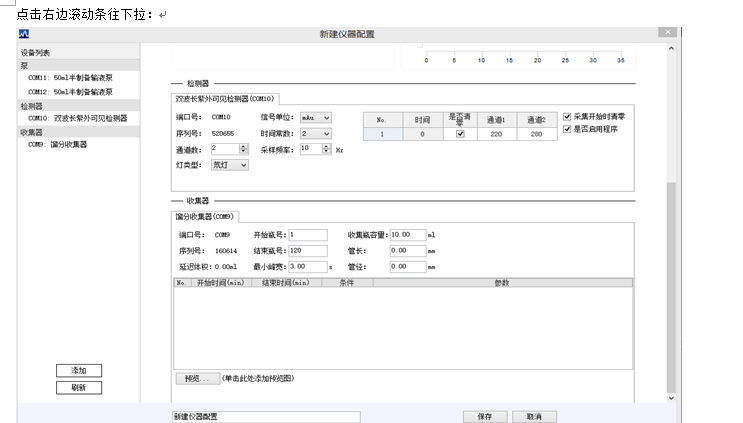 点击右边滚动条往下拉：
新建仪器配置
设备列表
泵
COM11: 50ml半制备输液泵
COM12: 50ml半制备输液泵
检测器
COM10: 双波长紫外可见检测器
收集器
COM9: 馏分收集器
添加
刷新
0 5 10 15 20 25 30 35
检测器
双波长紫外可见检测器(COM10)
端口号: COM10 信号单位: mAu
序列号: 520655 时间常数: 2
通道数: 2 采样频率: 10 Hz
灯类型: 氘灯
No. 时间 是否清零 通道1 通道2
1 0 220 280
采集开始时清零
是否启用程序
收集器
馏分收集器(COM9)
端口号: COM9 开始瓶号: 1 收集瓶容量: 10.00 ml
序列号: 160614 结束瓶号: 120 管长: 0.00 mm
延迟体积: 0.00ml 最小峰宽: 3.00 s 管径: 0.00 mm
No. 开始时间(min) 结束时间(min) 条件 参数
预览... (单击此处添加预览图)
新建仪器配置 保存 取消